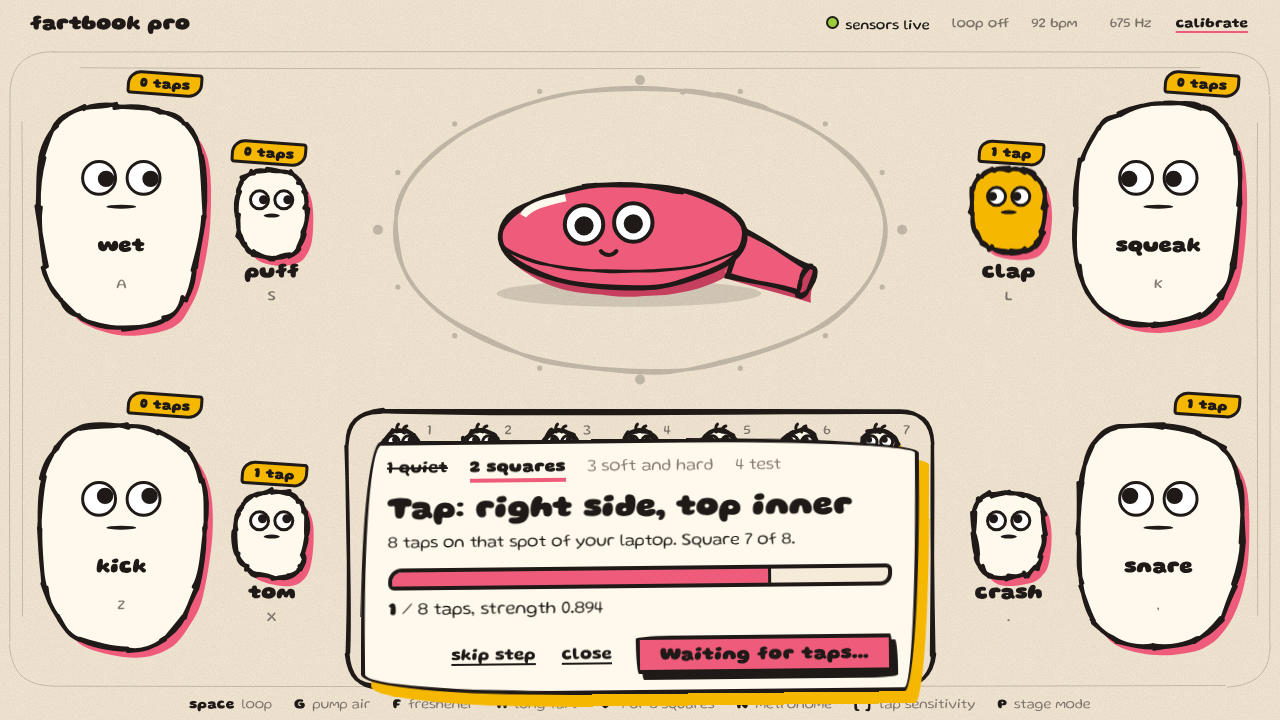 fartbook pro
sensors live loop off 92 bpm 675 Hz calibrate
0 taps
wet
A
0 taps
puff
S
1 tap
clap
L
0 taps
squeak
K
0 taps
kick
Z
1 tap
tom
X
crash
.
1 tap
snare
,
1 2 3 4 5 6 7
1 quiet 2 squares 3 soft and hard 4 test
Tap: right side, top inner
8 taps on that spot of your laptop. Square 7 of 8.
1 / 8 taps, strength 0.894
skip step close Waiting for taps...
space loop G pump air F freshener metronome [ ] tap sensitivity P stage mode